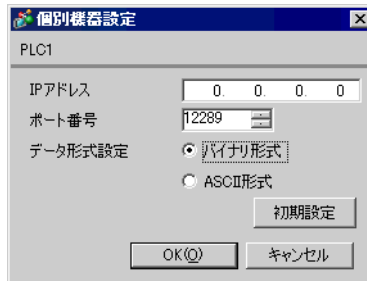 個別機器設定
PLC1
IPアドレス 0. 0. 0. 0
ポート番号 12289
データ形式設定 バイナリ形式
ASCII形式
初期設定
OK(O) キャンセル